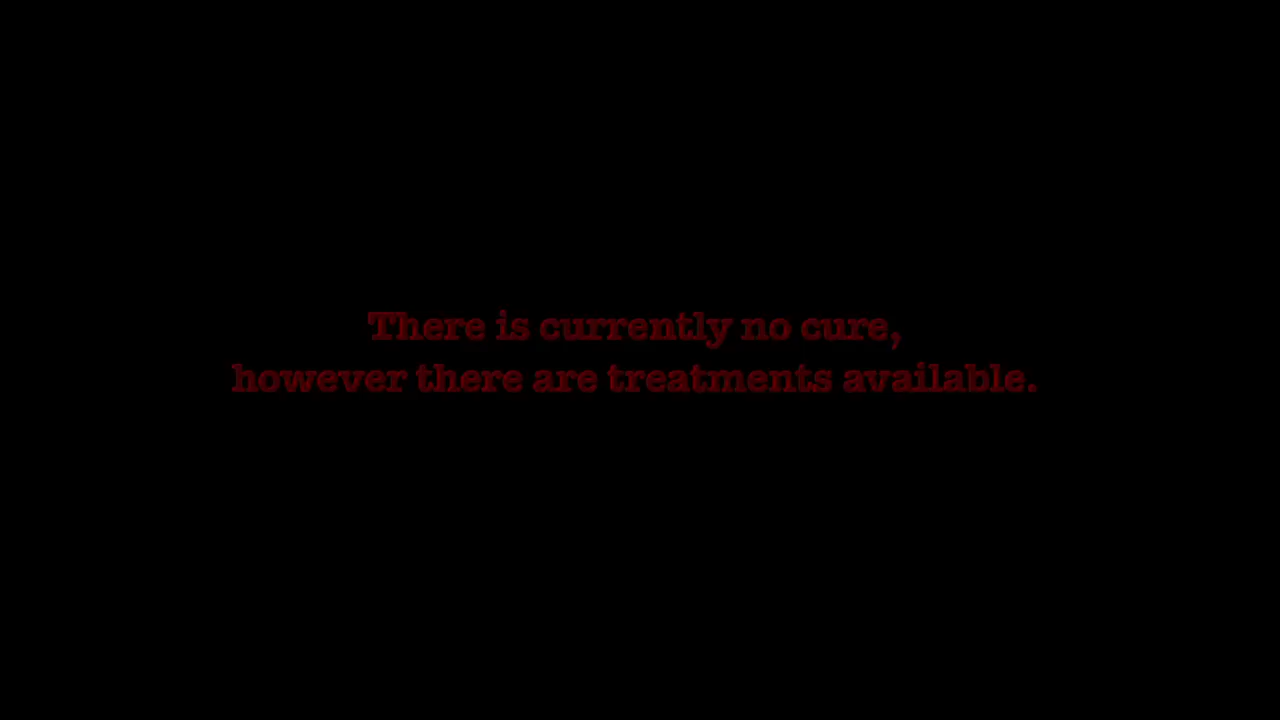 There is currently no cure,
however there are treatments available.